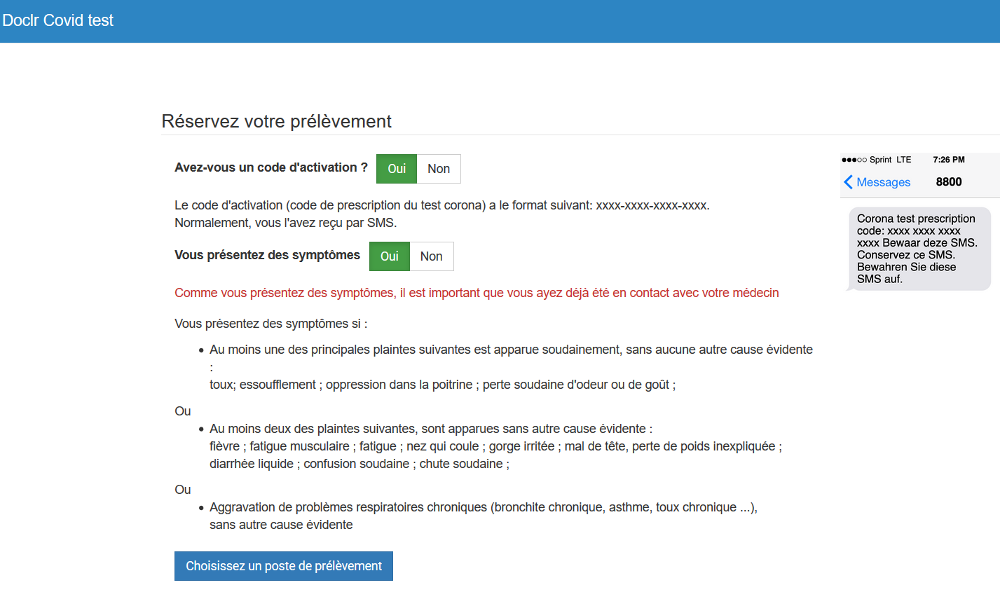 Doclr Covid test
Réservez votre prélèvement
Avez-vous un code d'activation ? Oui Non
Le code d'activation (code de prescription du test corona) a le format suivant: xxxx-xxxx-xxxx-xxxx.
Normalement, vous l'avez reçu par SMS.
Vous présentez des symptômes Oui Non
Comme vous présentez des symptômes, il est important que vous ayez déjà été en contact avec votre médecin
Vous présentez des symptômes si :
• Au moins une des principales plaintes suivantes est apparue soudainement, sans aucune autre cause évidente
:
toux; essoufflement ; oppression dans la poitrine ; perte soudaine d'odeur ou de goût ;
Ou
• Au moins deux des plaintes suivantes, sont apparues sans autre cause évidente :
fièvre ; fatigue musculaire ; fatigue ; nez qui coule ; gorge irritée ; mal de tête, perte de poids inexpliquée ;
diarrhée liquide ; confusion soudaine ; chute soudaine ;
Ou
• Aggravation de problèmes respiratoires chroniques (bronchite chronique, asthme, toux chronique ...),
sans autre cause évidente
Choisissez un poste de prélèvement
Sprint LTE 7:26 PM
Messages 8800
Corona test prescription
code: xxxx xxxx xxxx
xxxx Bewaar deze SMS.
Conservez ce SMS.
Bewahren Sie diese
SMS auf.